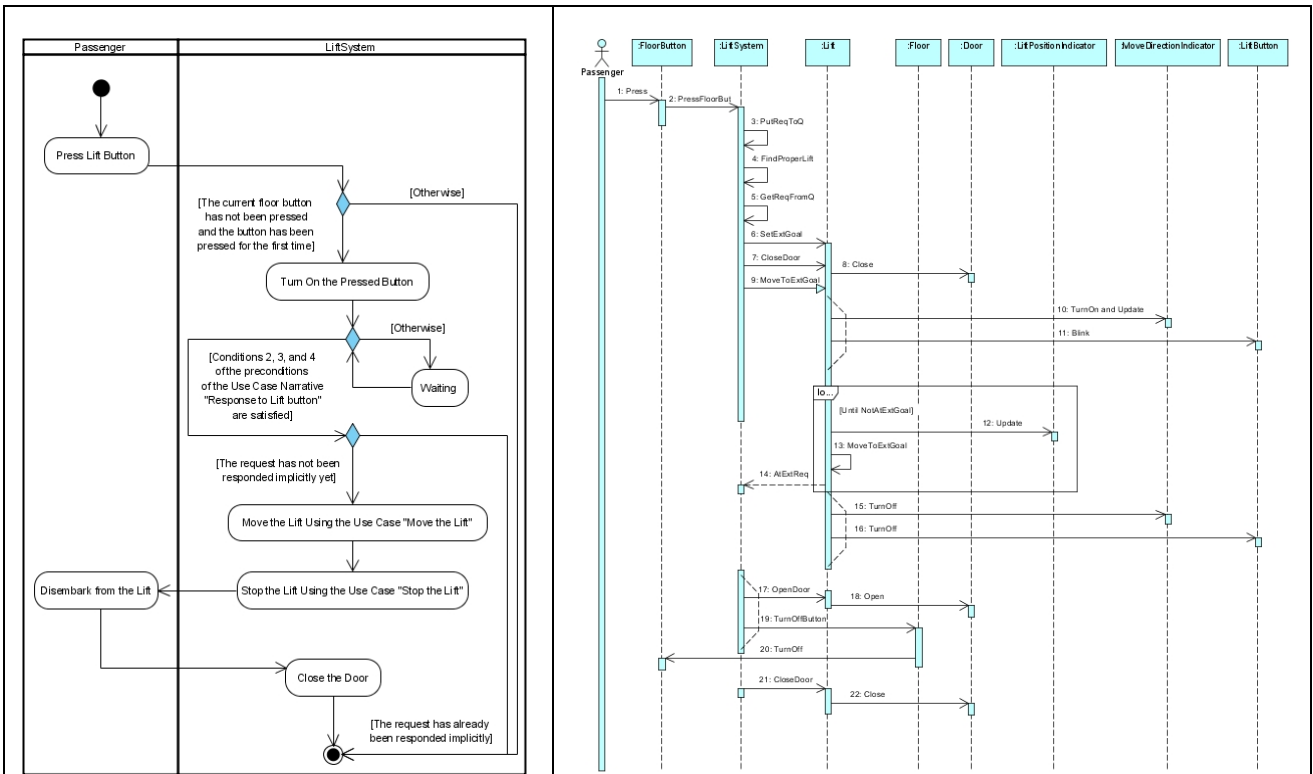 Passenger
LiftSystem
Press Lift Button
[Otherwise]
[The current floor button
has not been pressed
and the button has been
pressed for the first time]
Turn On the Pressed Button
[Otherwise]
[Conditions 2, 3, and 4
of the preconditions
of the Use Case Narrative
"Response to Lift button"
are satisfied]
Waiting
[The request has not been
responded implicitly yet]
Move the Lift Using the Use Case "Move the Lift"
Disembark from the Lift
Stop the Lift Using the Use Case "Stop the Lift"
Close the Door
[The request has already
been responded implicitly]
Passenger
:FloorButton
:LiftSystem
:Lift
:Floor
:Door
:LiftPositionIndicator
:MoveDirectionIndicator
:LiftButton
1: Press
2: PressFloorBut
3: PutReqToQ
4: FindProperLift
5: GetReqFromQ
6: SetExtGoal
7: CloseDoor
8: Close
9: MoveToExtGoal
10: TurnOn and Update
11: Blink
lo...
[Until NotAtExtGoal]
12: Update
13: MoveToExtGoal
14: AtExtReq
15: TurnOff
16: TurnOff
17: OpenDoor
18: Open
19: TurnOffButton
20: TurnOff
21: CloseDoor
22: Close